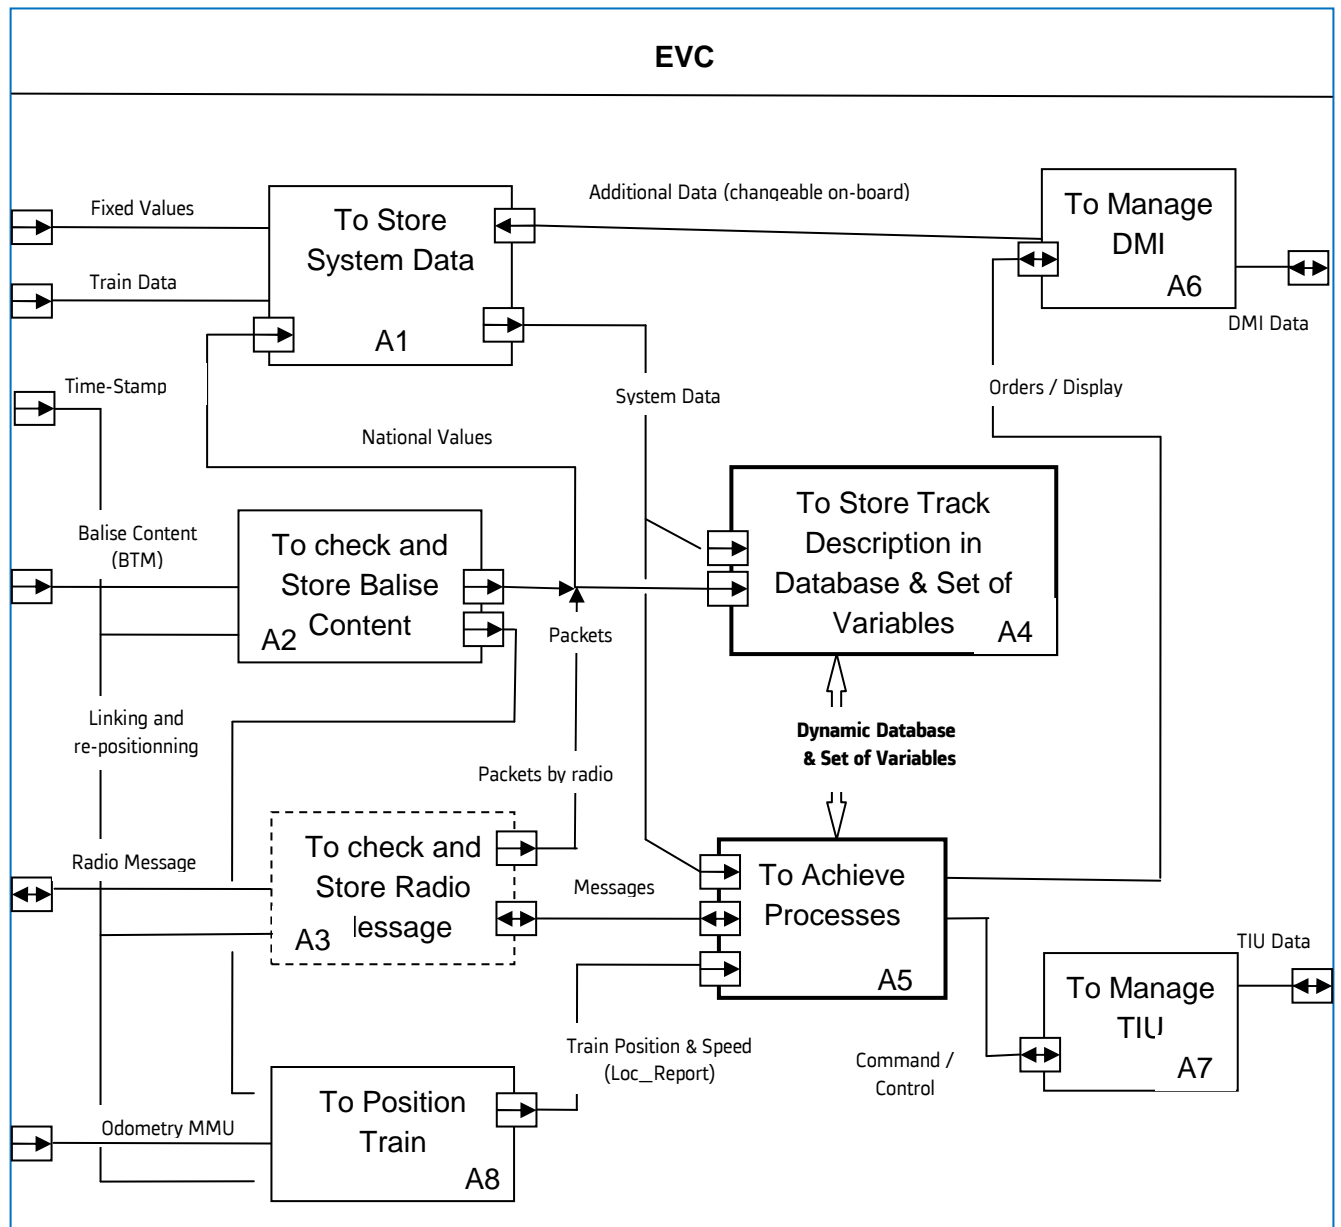 EVC
Fixed Values
To Store
System Data
A1
Additional Data (changeable on-board)
To Manage
DMI
A6
Train Data
DMI Data
Time-Stamp
System Data
Orders / Display
National Values
Balise Content
(BTM)
To check and
Store Balise
Content
A2
Packets
To Store Track
Description in
Database & Set of
Variables
A4
Linking and
re-positionning
Dynamic Database
& Set of Variables
Packets by radio
Radio Message
To check and
Store Radio
A3
Messages
To Achieve
Processes
A5
TIU Data
To Manage
TIU
A7
Train Position & Speed
(Loc_Report)
Command /
Control
Odometry MMU
To Position
Train
A8